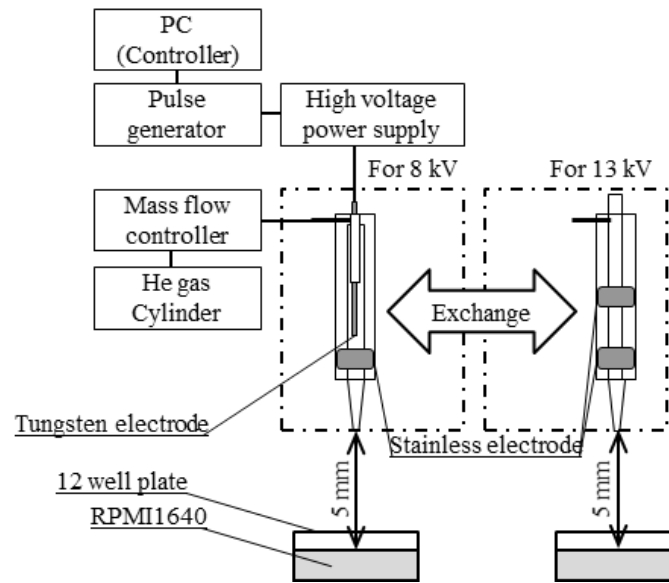 PC
(Controller)
Pulse
generator
High voltage
power supply
For 8 kV
For 13 kV
Mass flow
controller
He gas
Cylinder
Exchange
Tungsten electrode
Stainless electrode
12 well plate
5 mm
5 mm
RPMI1640